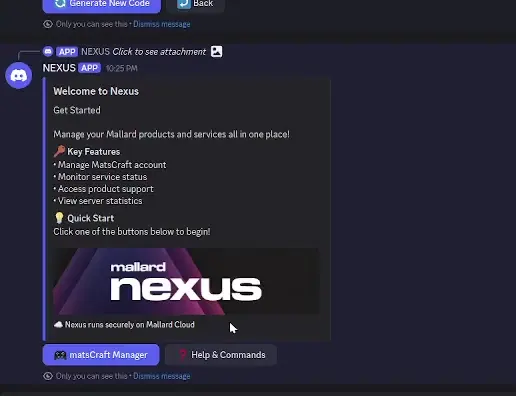 Generate New Code
Back
Only you can see this • Dismiss message
APP NEXUS Click to see attachment
NEXUS APP 10:25 PM
Welcome to Nexus
Get Started
Manage your Mallard products and services all in one place!
Key Features
• Manage MatsCraft account
• Monitor service status
• Access product support
• View server statistics
Quick Start
Click one of the buttons below to begin!
mallard
nexus
Nexus runs securely on Mallard Cloud
matsCraft Manager
Help & Commands
Only you can see this • Dismiss message